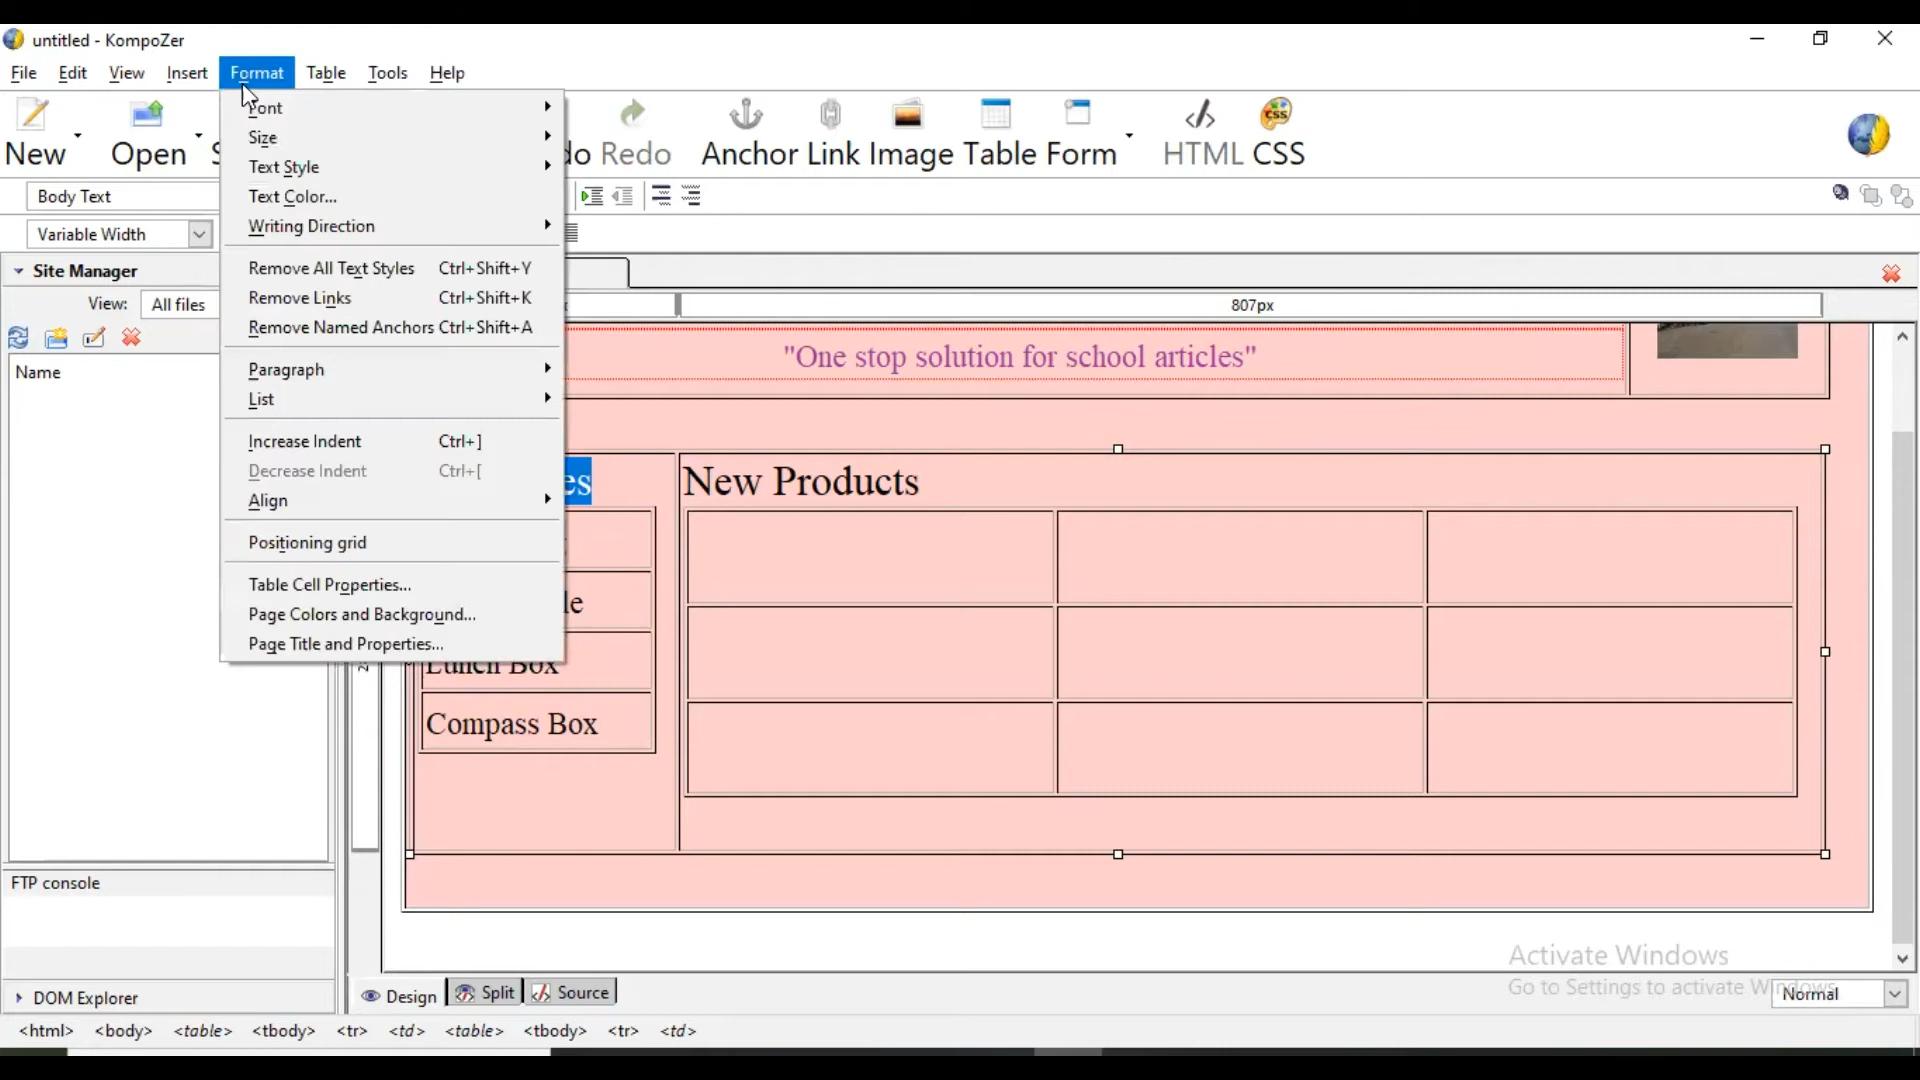 untitled - KompoZer
File Edit View Insert Format Table Tools Help
New Open Redo Anchor Link Image Table Form HTML CSS
Body Text
Variable Width
Site Manager
View: All files
Name
FTP console
DOM Explorer
Font
Size
Text Style
Text Color...
Writing Direction
Remove All Text Styles Ctrl+Shift+Y
Remove Links Ctrl+Shift+K
Remove Named Anchors Ctrl+Shift+A
Paragraph
List
Increase Indent Ctrl+]
Decrease Indent Ctrl+[
Align
Positioning grid
Table Cell Properties...
Page Colors and Background...
Page Title and Properties...
807px
"One stop solution for school articles"
New Products
Lunch Box
Compass Box
Activate Windows
Go to Settings to activate Windows.
Design Split Source
Normal
<html> <body> <table> <tbody> <tr> <td> <table> <tbody> <tr> <td>